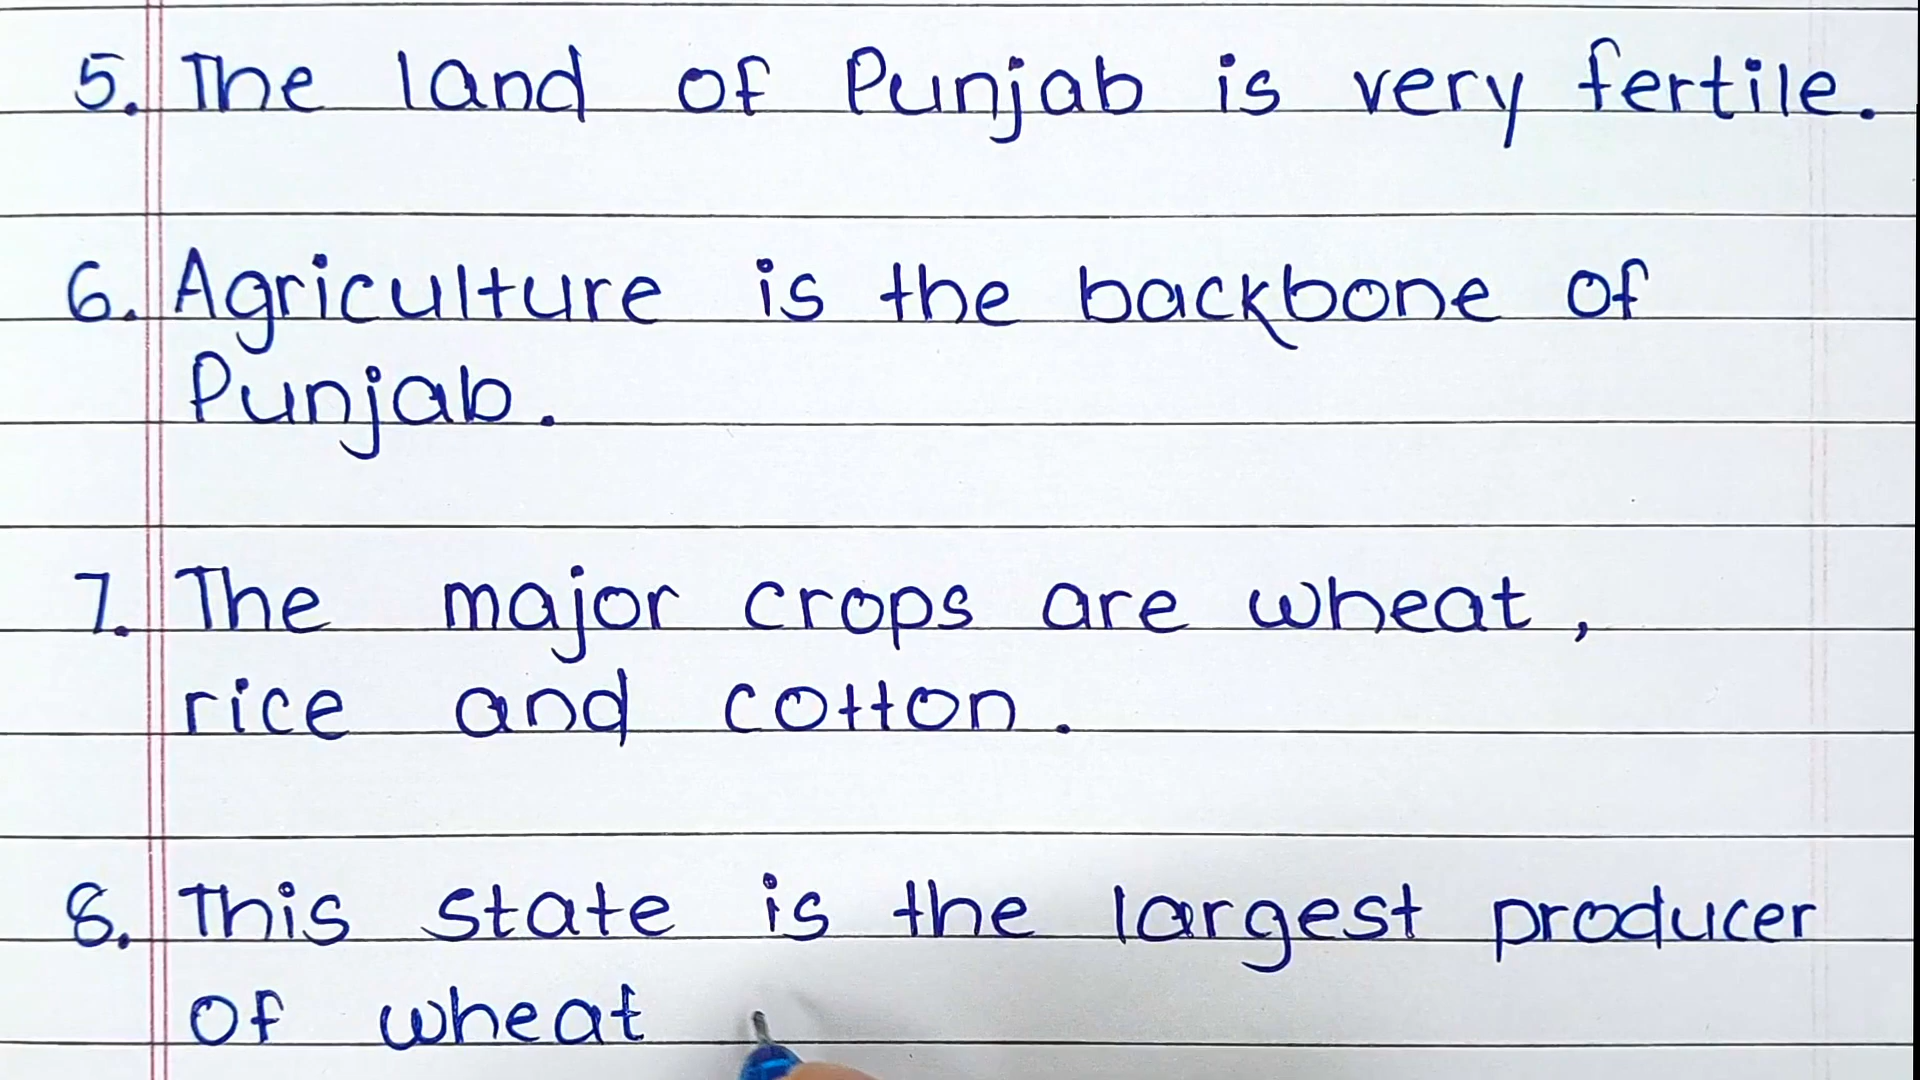 5. The land of Punjab is very fertile.
6. Agriculture is the backbone of
Punjab.
7. The major crops are wheat,
rice and cotton.
8. This state is the largest producer
of wheat